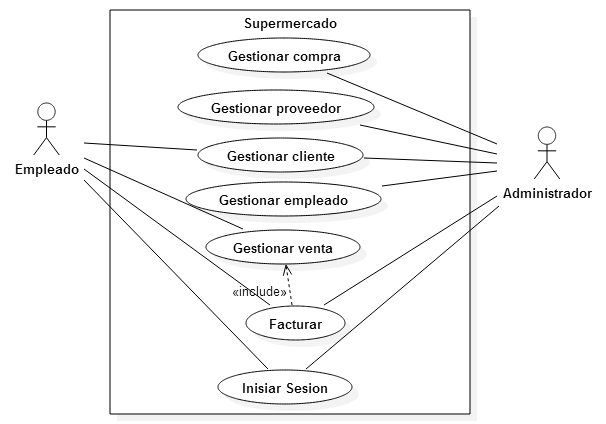 Supermercado
Gestionar compra
Gestionar proveedor
Empleado
Gestionar cliente
Administrador
Gestionar empleado
Gestionar venta
«include»
Facturar
Inisiar Sesion